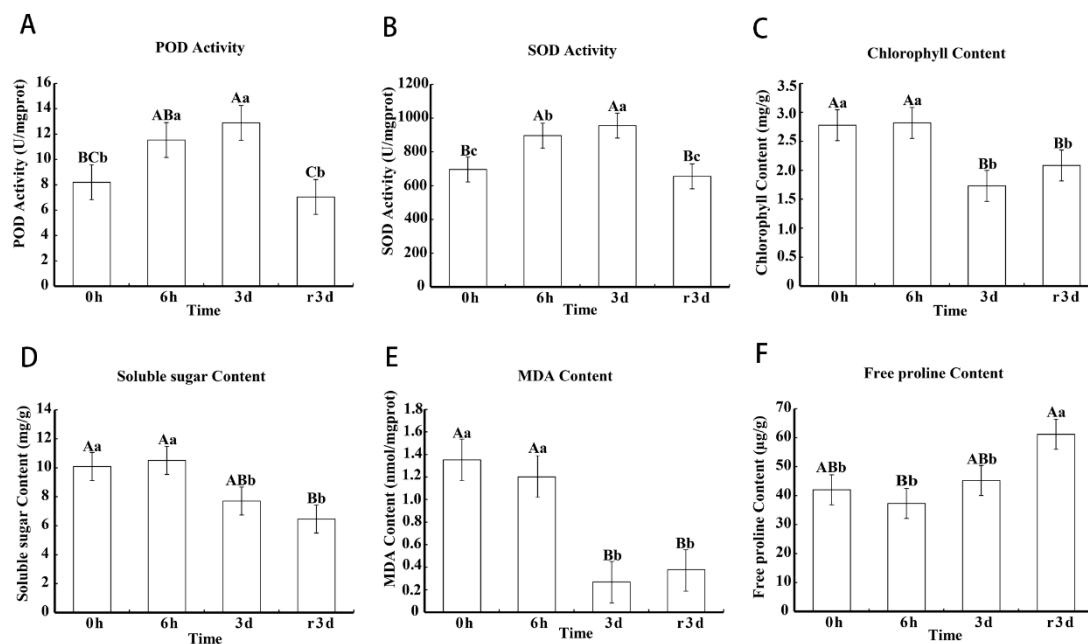 A
POD Activity
POD Activity (U/mgprot)
16
14
12
10
8
6
4
2
0
BCb
ABa
Aa
Cb
0h
6h
3d
r3d
Time
B
SOD Activity
SOD Activity (U/mgprot)
1200
1000
800
600
400
200
0
Bc
Ab
Aa
Bc
0h
6h
3d
r3d
Time
C
Chlorophyll Content
Chlorophyll Content (mg/g)
3.5
3.0
2.5
2.0
1.5
1.0
0.5
0.0
Aa
Aa
Bb
Bb
0h
6h
3d
r3d
Time
D
Soluble sugar Content
Soluble sugar Content (mg/g)
14
12
10
8
6
4
2
0
Aa
Aa
ABb
Bb
0h
6h
3d
r3d
Time
E
MDA Content
MDA Content (nmol/mgprot)
1.8
1.6
1.4
1.2
1.0
0.8
0.6
0.4
0.2
0
Aa
Aa
Bb
Bb
0h
6h
3d
r3d
Time
F
Free proline Content
Free proline Content (μg/g)
70
60
50
40
30
20
10
0
ABb
Bb
ABb
Aa
0h
6h
3d
r3d
Time